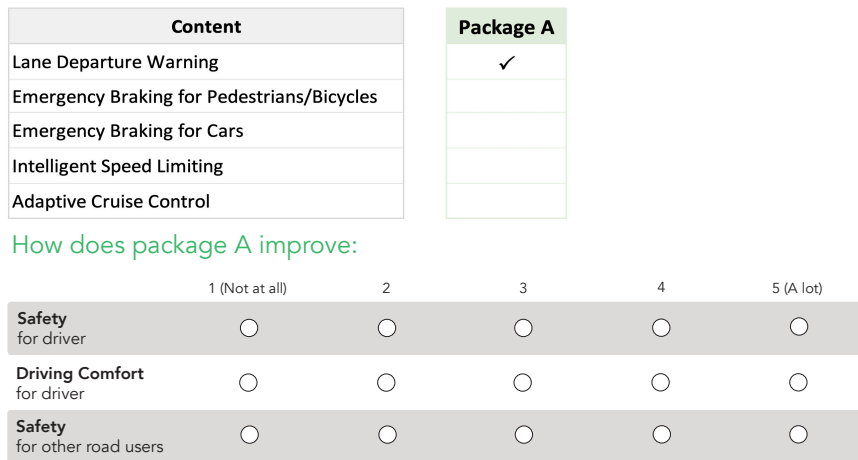 Content Package A
Lane Departure Warning ✓
Emergency Braking for Pedestrians/Bicycles
Emergency Braking for Cars
Intelligent Speed Limiting
Adaptive Cruise Control
How does package A improve:
1 (Not at all) 2 3 4 5 (A lot)
Safety
for driver
Driving Comfort
for driver
Safety
for other road users